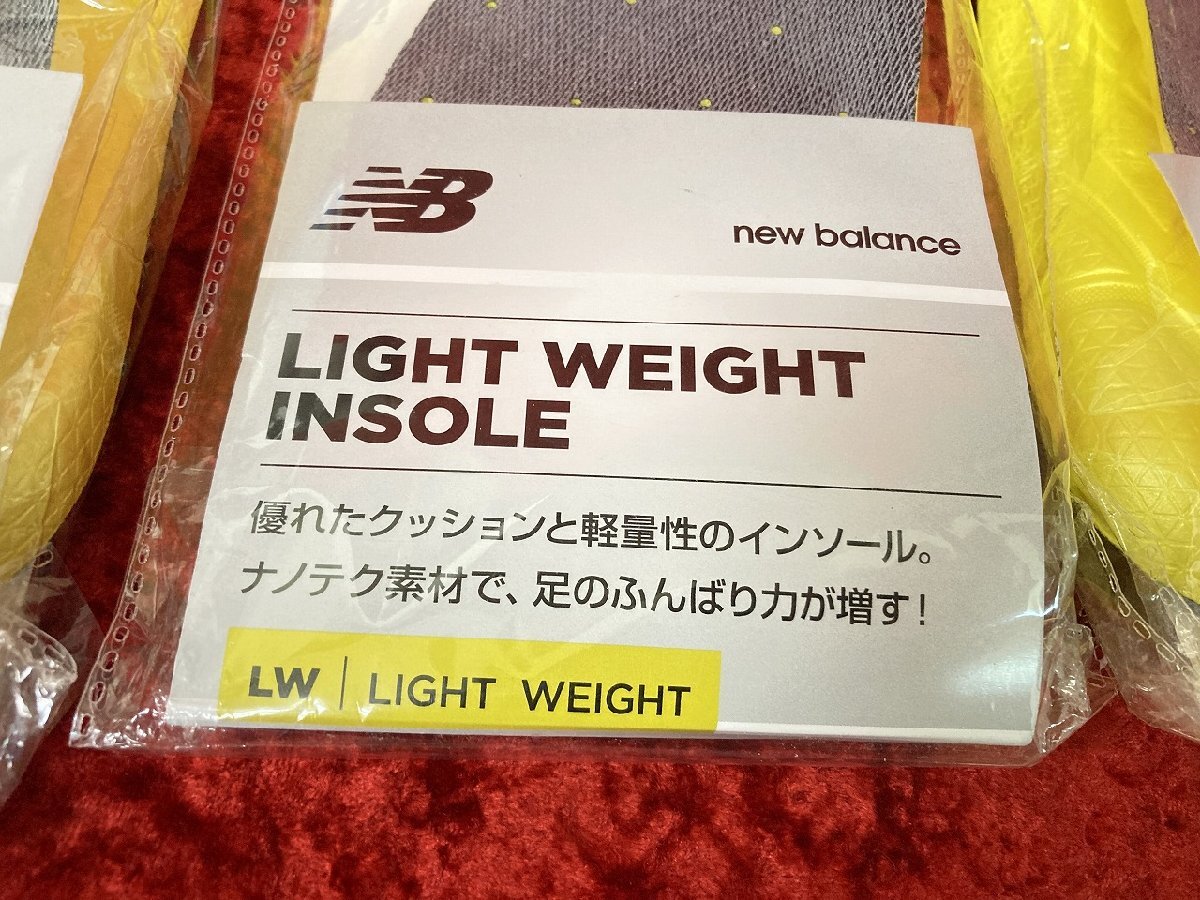 NB
new balance
LIGHT WEIGHT
INSOLE
優れたクッションと軽量性のインソール。
ナノテク素材で、足のふんばり力が増す！
LW | LIGHT WEIGHT